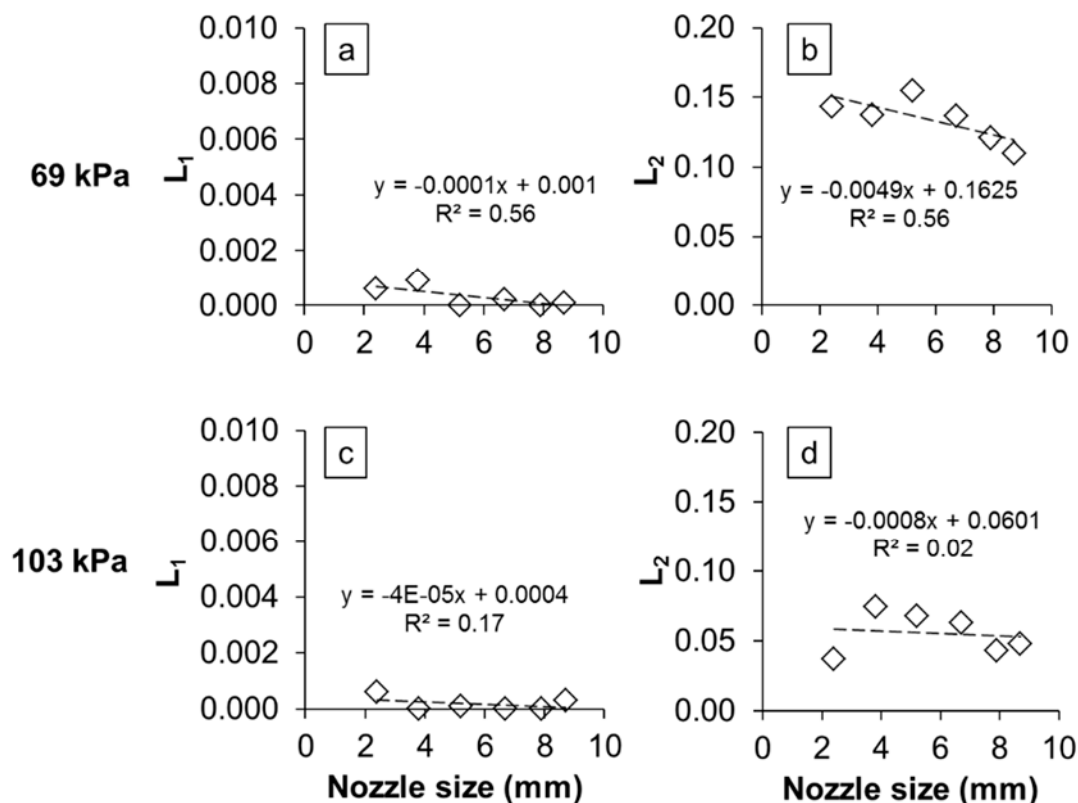 a
0.010
0.008
0.006
0.004
0.002
0.000
L₁
69 kPa
y = -0.0001x + 0.001
R² = 0.56
0 2 4 6 8 10
b
0.20
0.15
0.10
0.05
0.00
L₂
y = -0.0049x + 0.1625
R² = 0.56
0 2 4 6 8 10
c
0.010
0.008
0.006
0.004
0.002
0.000
L₁
103 kPa
y = -4E-05x + 0.0004
R² = 0.17
0 2 4 6 8 10
Nozzle size (mm)
d
0.20
0.15
0.10
0.05
0.00
L₂
y = -0.0008x + 0.0601
R² = 0.02
0 2 4 6 8 10
Nozzle size (mm)